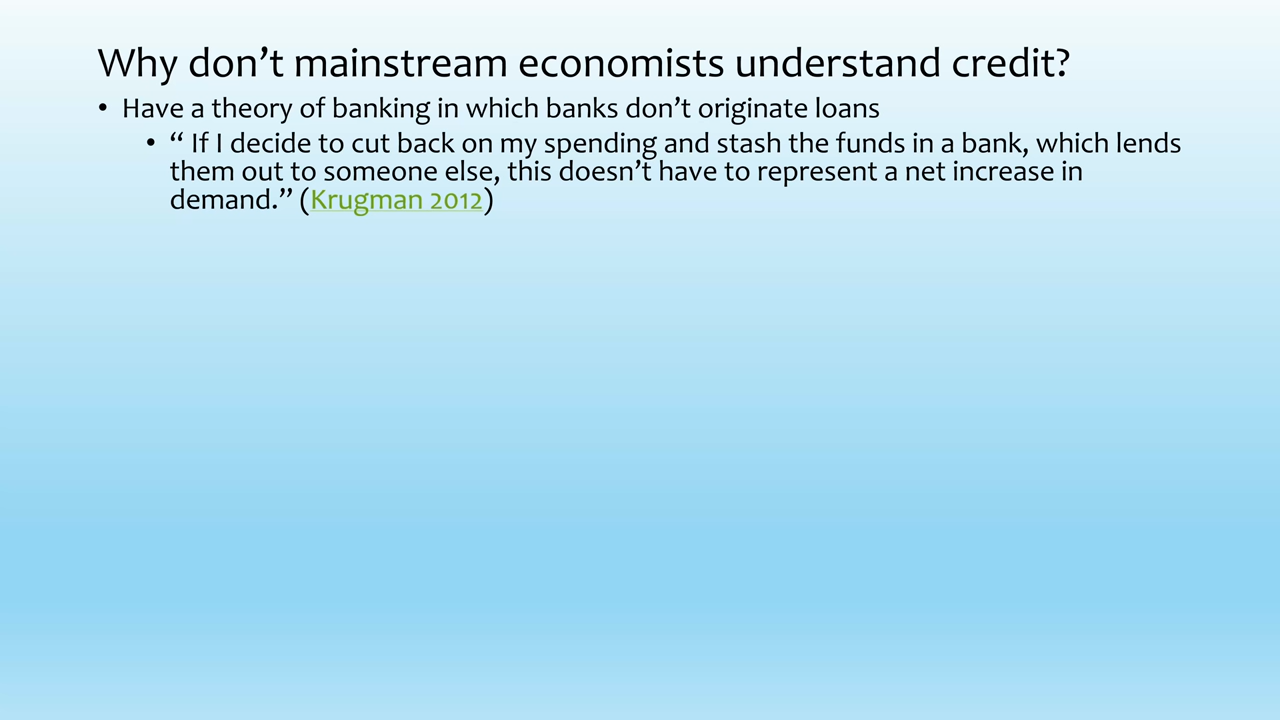 Why don’t mainstream economists understand credit?
• Have a theory of banking in which banks don’t originate loans
• “ If I decide to cut back on my spending and stash the funds in a bank, which lends
them out to someone else, this doesn’t have to represent a net increase in
demand.” (Krugman 2012)